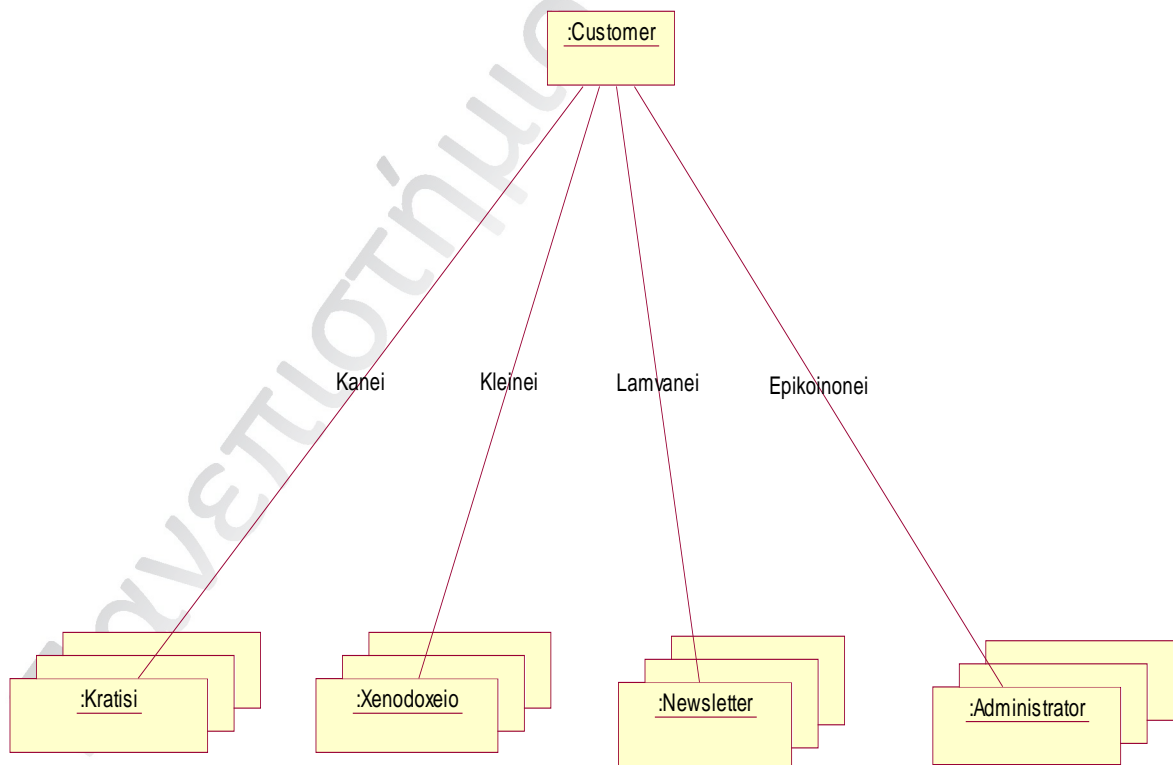 :Customer
Kanei
Kleinei
Lamvanei
Epikoinonei
:Kratisi
:Xenodoxeio
:Newsletter
:Administrator